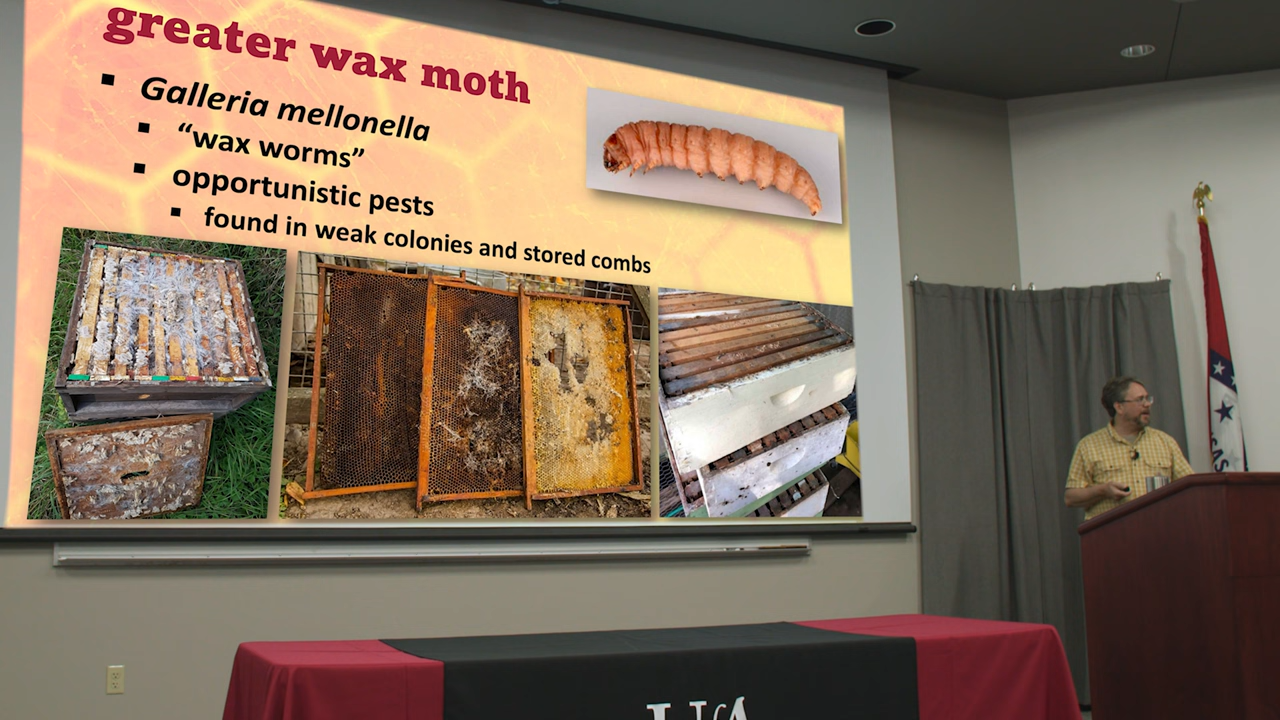 greater wax moth
▪ Galleria mellonella
▪ “wax worms”
▪ opportunistic pests
▪ found in weak colonies and stored combs